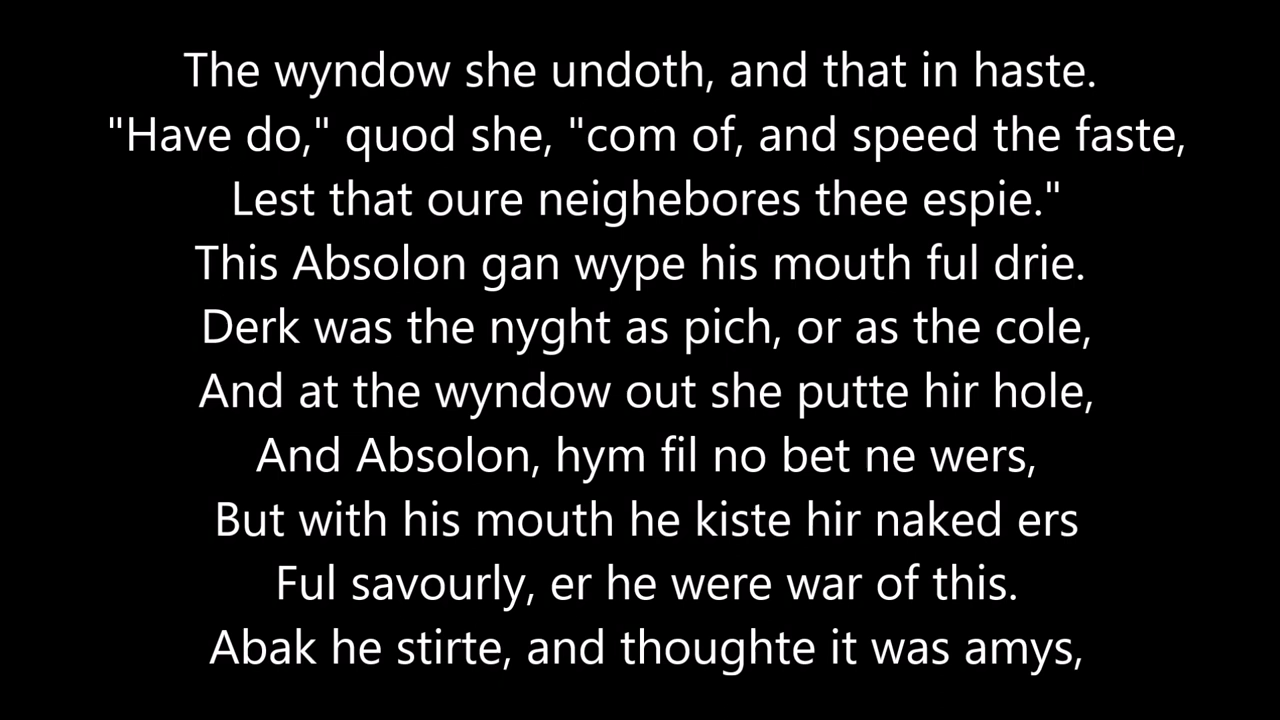 The wyndow she undoth, and that in haste.
"Have do," quod she, "com of, and speed the faste,
Lest that oure neighebores thee espie."
This Absolon gan wype his mouth ful drie.
Derk was the nyght as pich, or as the cole,
And at the wyndow out she putte hir hole,
And Absolon, hym fil no bet ne wers,
But with his mouth he kiste hir naked ers
Ful savourly, er he were war of this.
Abak he stirte, and thoughte it was amys,